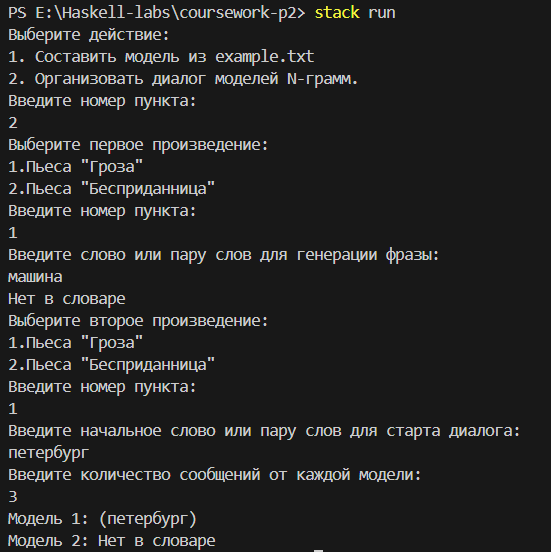 PS E:\Haskell-labs\coursework-p2> stack run
Выберите действие:
1. Составить модель из example.txt
2. Организовать диалог моделей N-грамм.
Введите номер пункта:
2
Выберите первое произведение:
1.Пьеса "Гроза"
2.Пьеса "Бесприданница"
Введите номер пункта:
1
Введите слово или пару слов для генерации фразы:
машина
Нет в словаре
Выберите второе произведение:
1.Пьеса "Гроза"
2.Пьеса "Бесприданница"
Введите номер пункта:
1
Введите начальное слово или пару слов для старта диалога:
петербург
Введите количество сообщений от каждой модели:
3
Модель 1: (петербург)
Модель 2: Нет в словаре